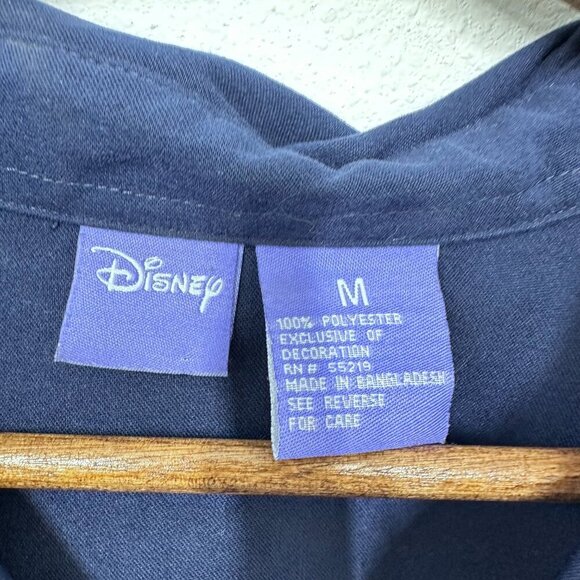 Disney
M
100% POLYESTER
EXCLUSIVE OF
DECORATION
RN # 55219
MADE IN BANGLADESH
SEE REVERSE
FOR CARE